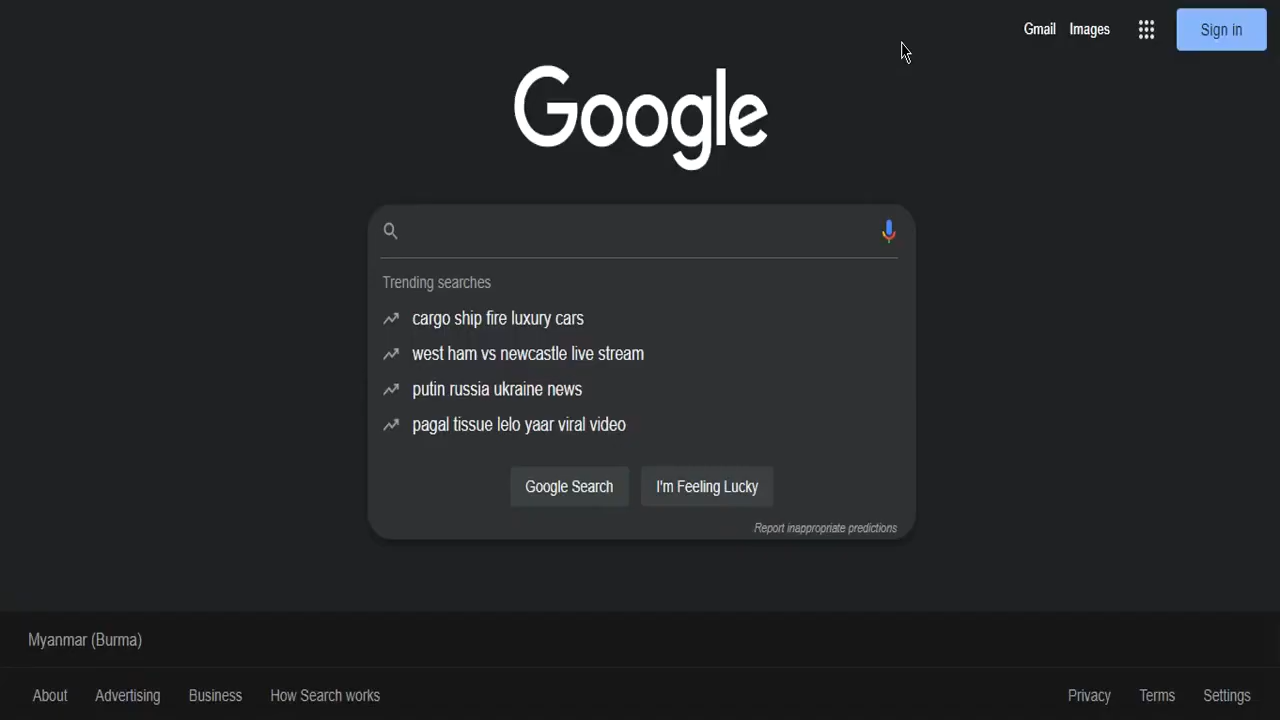 Gmail Images Sign in
Google
Trending searches
cargo ship fire luxury cars
west ham vs newcastle live stream
putin russia ukraine news
pagal tissue lelo yaar viral video
Google Search I'm Feeling Lucky
Report inappropriate predictions
Myanmar (Burma)
About Advertising Business How Search works Privacy Terms Settings